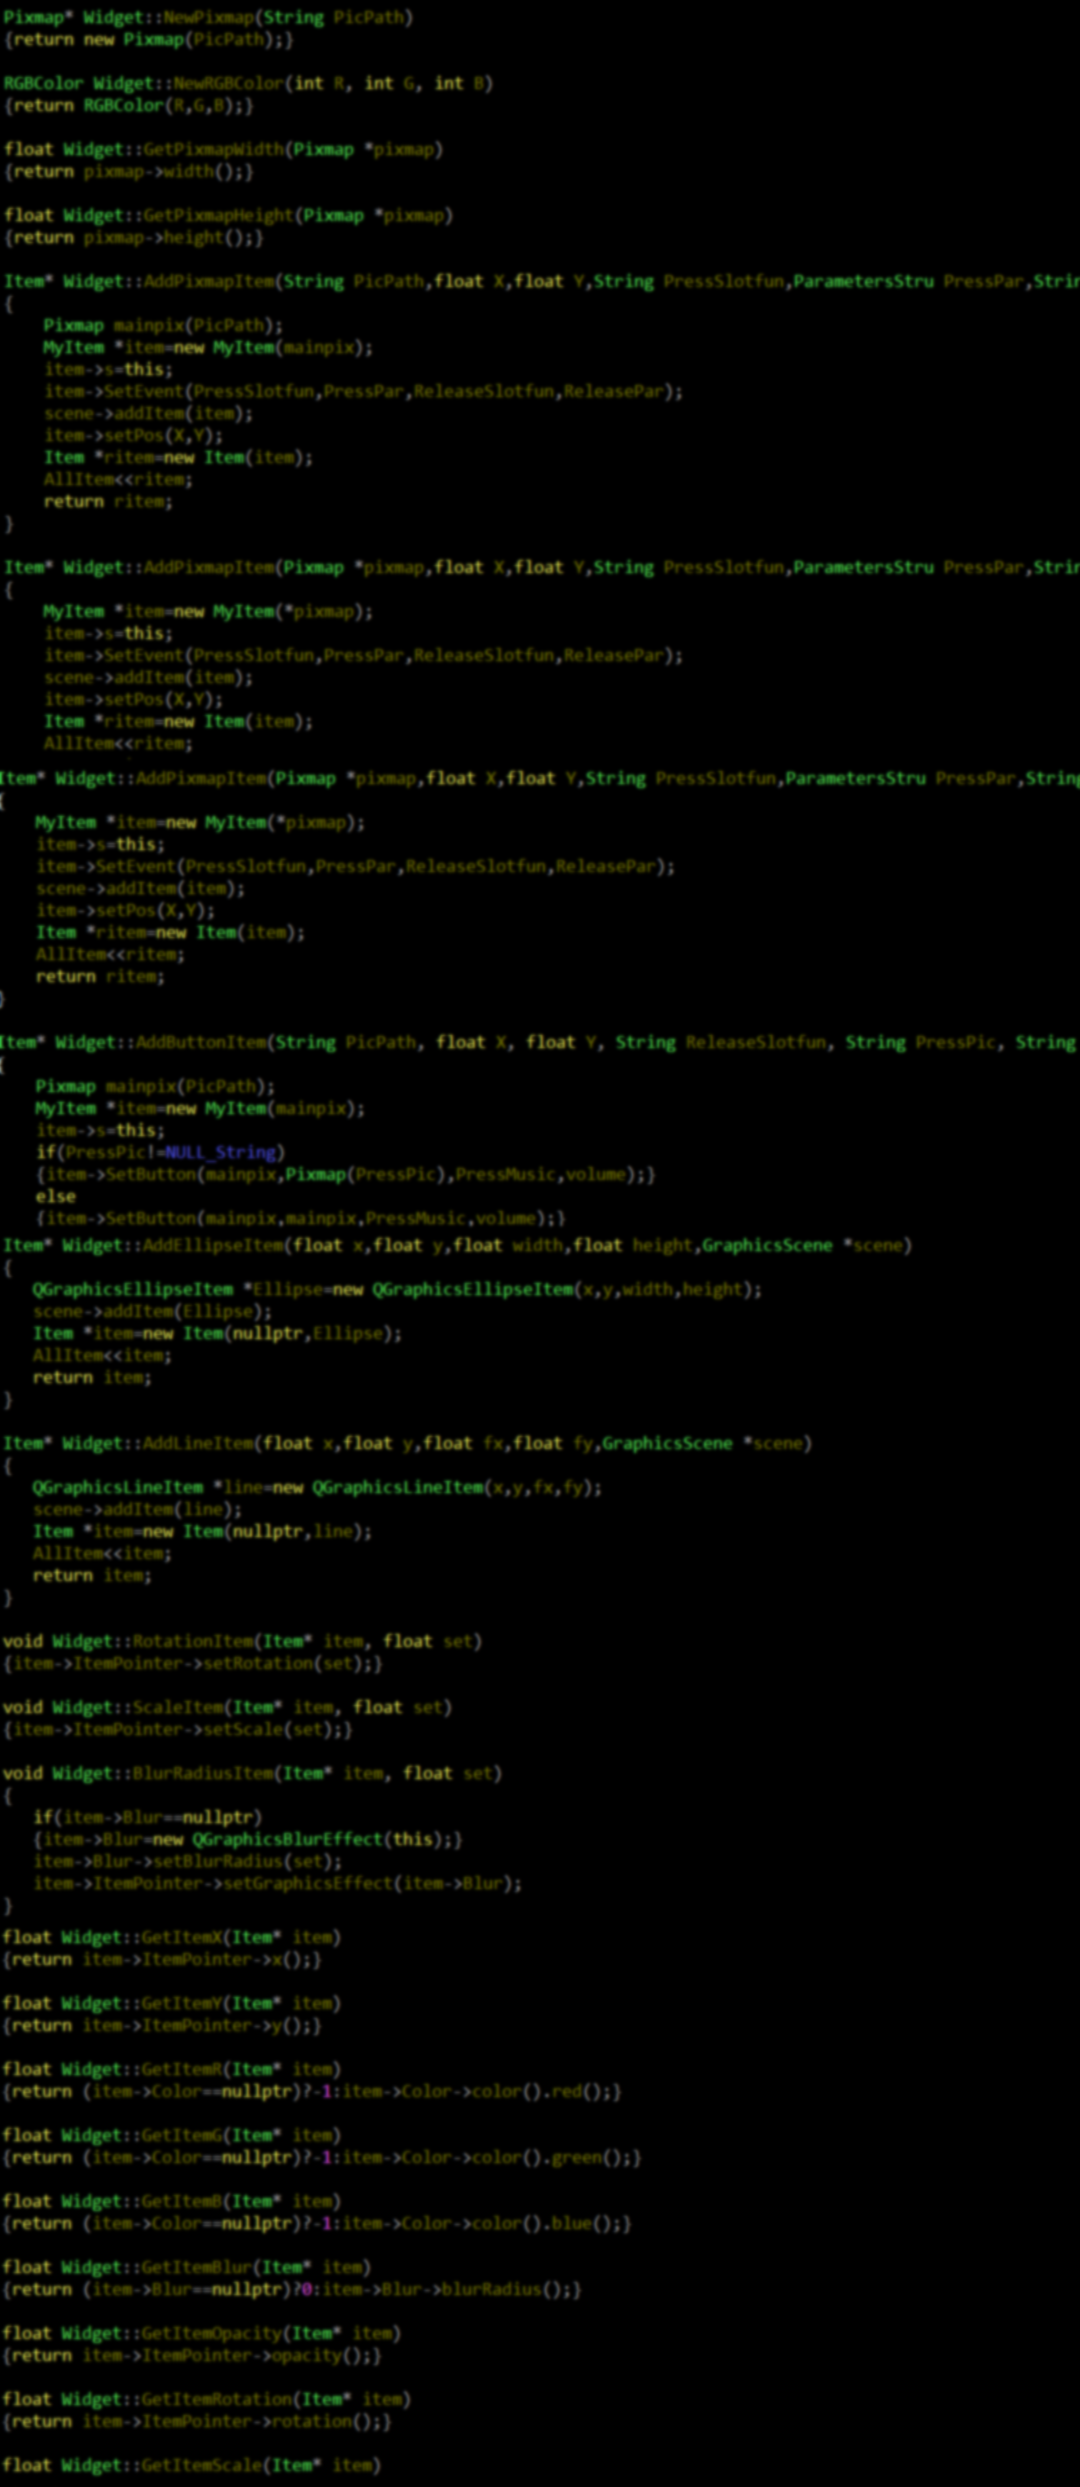 Pixmap* Widget::NewPixmap(String PicPath)
{return new Pixmap(PicPath);}
RGBColor Widget::NewRGBColor(int R, int G, int B)
{return RGBColor(R,G,B);}
float Widget::GetPixmapWidth(Pixmap *pixmap)
{return pixmap->width();}
float Widget::GetPixmapHeight(Pixmap *pixmap)
{return pixmap->height();}
Item* Widget::AddPixmapItem(String PicPath,float X,float Y,String PressSlotfun,ParametersStru PressPar,Strin
{
Pixmap mainpix(PicPath);
MyItem *item=new MyItem(mainpix);
item->s=this;
item->SetEvent(PressSlotfun,PressPar,ReleaseSlotfun,ReleasePar);
scene->addItem(item);
item->setPos(X,Y);
Item *ritem=new Item(item);
AllItem<<ritem;
return ritem;
}
Item* Widget::AddPixmapItem(Pixmap *pixmap,float X,float Y,String PressSlotfun,ParametersStru PressPar,Strin
{
MyItem *item=new MyItem(*pixmap);
item->s=this;
item->SetEvent(PressSlotfun,PressPar,ReleaseSlotfun,ReleasePar);
scene->addItem(item);
item->setPos(X,Y);
Item *ritem=new Item(item);
AllItem<<ritem;
Item* Widget::AddPixmapItem(Pixmap *pixmap,float X,float Y,String PressSlotfun,ParametersStru PressPar,String
{
MyItem *item=new MyItem(*pixmap);
item->s=this;
item->SetEvent(PressSlotfun,PressPar,ReleaseSlotfun,ReleasePar);
scene->addItem(item);
item->setPos(X,Y);
Item *ritem=new Item(item);
AllItem<<ritem;
return ritem;
}
Item* Widget::AddButtonItem(String PicPath, float X, float Y, String ReleaseSlotfun, String PressPic, String
{
Pixmap mainpix(PicPath);
MyItem *item=new MyItem(mainpix);
item->s=this;
if(PressPic!=NULL_String)
{item->SetButton(mainpix,Pixmap(PressPic),PressMusic,volume);}
else
{item->SetButton(mainpix,mainpix,PressMusic,volume);}
Item* Widget::AddEllipseItem(float x,float y,float width,float height,GraphicsScene *scene)
{
QGraphicsEllipseItem *Ellipse=new QGraphicsEllipseItem(x,y,width,height);
scene->addItem(Ellipse);
Item *item=new Item(nullptr,Ellipse);
AllItem<<item;
return item;
}
Item* Widget::AddLineItem(float x,float y,float fx,float fy,GraphicsScene *scene)
{
QGraphicsLineItem *line=new QGraphicsLineItem(x,y,fx,fy);
scene->addItem(line);
Item *item=new Item(nullptr,line);
AllItem<<item;
return item;
}
void Widget::RotationItem(Item* item, float set)
{item->ItemPointer->setRotation(set);}
void Widget::ScaleItem(Item* item, float set)
{item->ItemPointer->setScale(set);}
void Widget::BlurRadiusItem(Item* item, float set)
{
if(item->Blur==nullptr)
{item->Blur=new QGraphicsBlurEffect(this);}
item->Blur->setBlurRadius(set);
item->ItemPointer->setGraphicsEffect(item->Blur);
}
float Widget::GetItemX(Item* item)
{return item->ItemPointer->x();}
float Widget::GetItemY(Item* item)
{return item->ItemPointer->y();}
float Widget::GetItemR(Item* item)
{return (item->Color==nullptr)?-1:item->Color->color().red();}
float Widget::GetItemG(Item* item)
{return (item->Color==nullptr)?-1:item->Color->color().green();}
float Widget::GetItemB(Item* item)
{return (item->Color==nullptr)?-1:item->Color->color().blue();}
float Widget::GetItemBlur(Item* item)
{return (item->Blur==nullptr)?0:item->Blur->blurRadius();}
float Widget::GetItemOpacity(Item* item)
{return item->ItemPointer->opacity();}
float Widget::GetItemRotation(Item* item)
{return item->ItemPointer->rotation();}
float Widget::GetItemScale(Item* item)